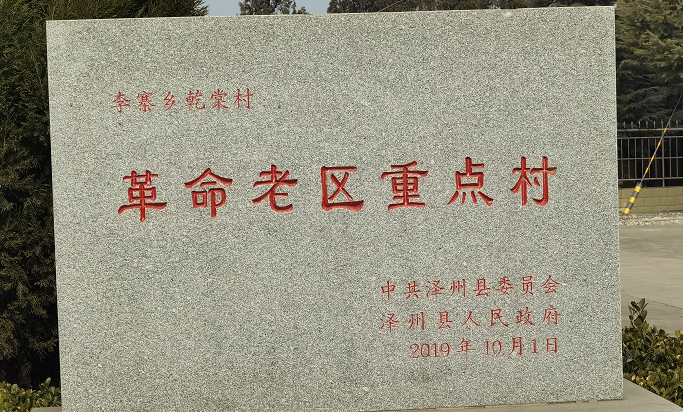 李寨乡乾棠村
革命老区重点村
中共泽州县委员会
泽州县人民政府
2019年10月1日